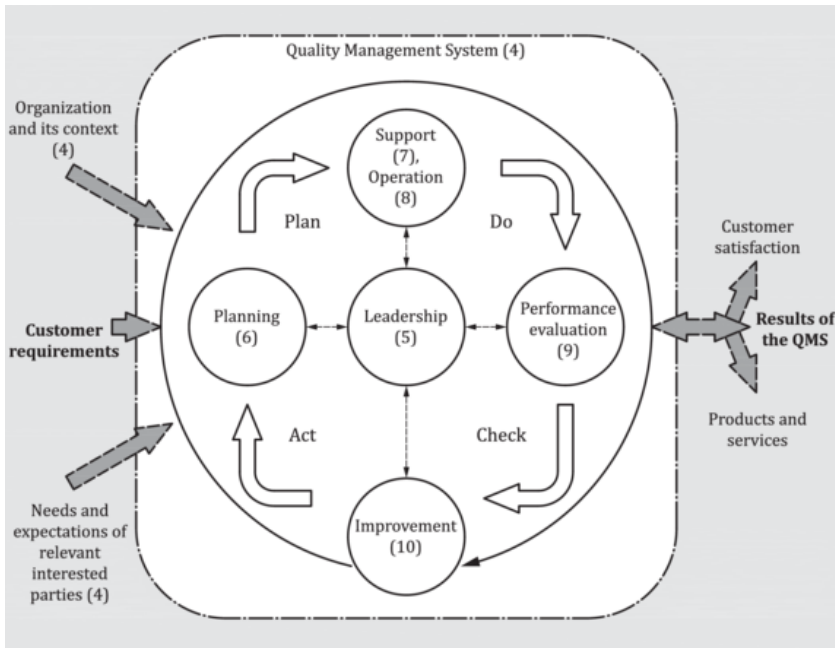 Quality Management System (4)
Organization
and its context
(4)
Support
(7),
Operation
(8)
Plan
Do
Customer
satisfaction
Planning
(6)
Leadership
(5)
Performance
evaluation
(9)
Customer
requirements
Results of
the QMS
Act
Check
Products and
services
Needs and
expectations of
relevant
interested
parties (4)
Improvement
(10)